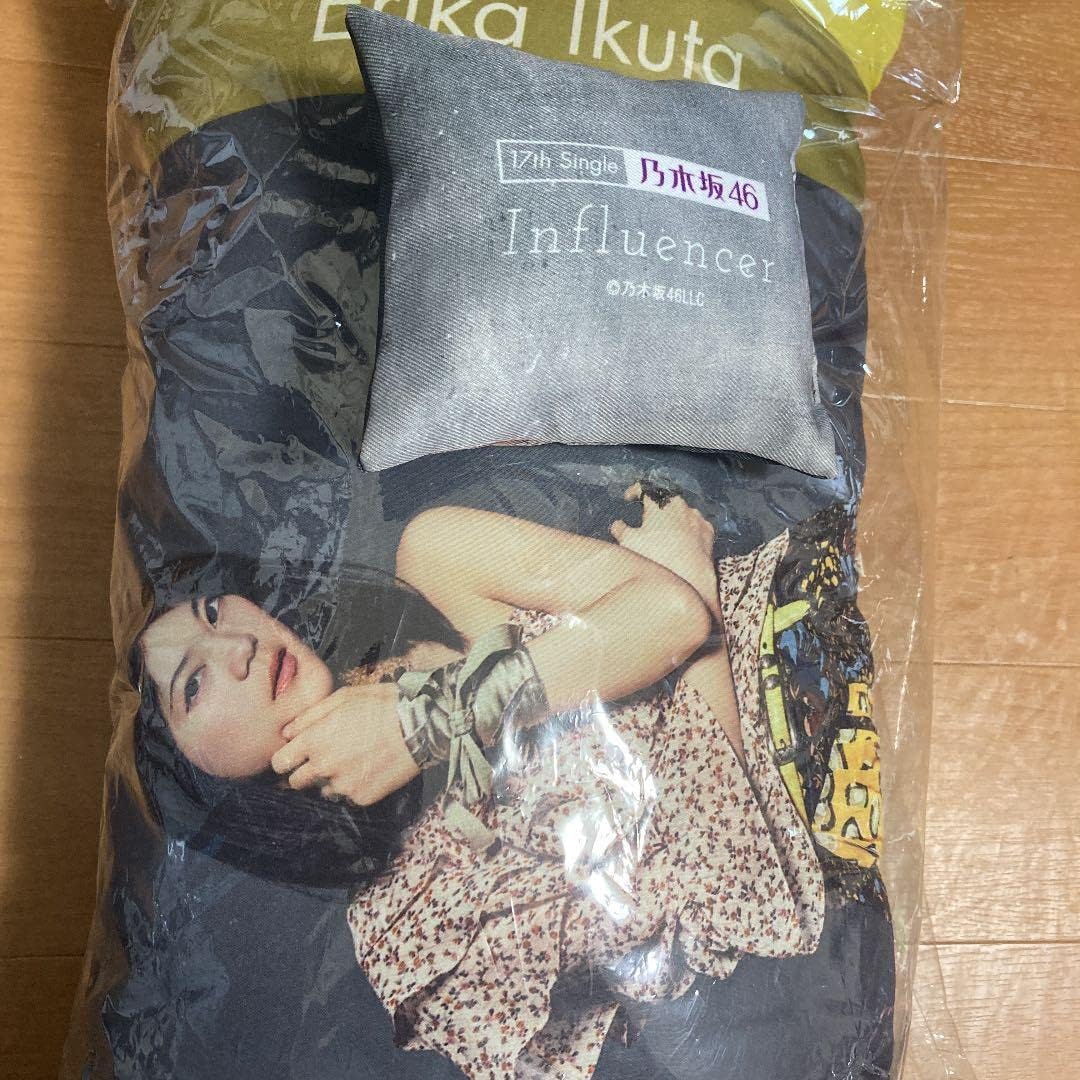 Erika Ikuta
17th Single 乃木坂46
Influencer
©乃木坂46LLC